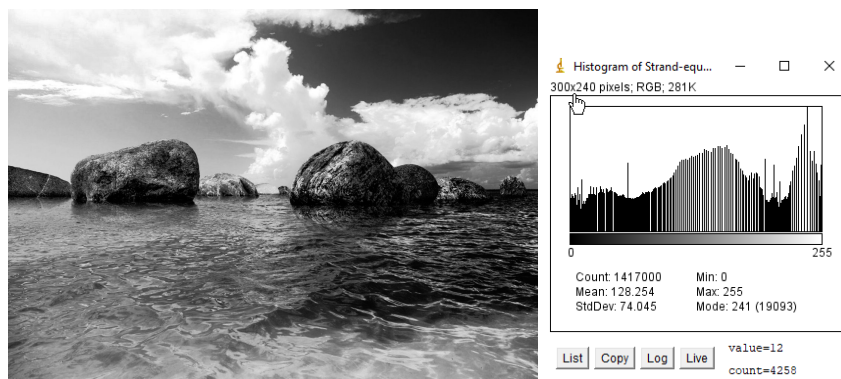 Histogram of Strand-equ...
300x240 pixels; RGB; 281K
0 255
Count: 1417000 Min: 0
Mean: 128.254 Max: 255
StdDev: 74.045 Mode: 241 (19093)
List Copy Log Live value=12
count=4258